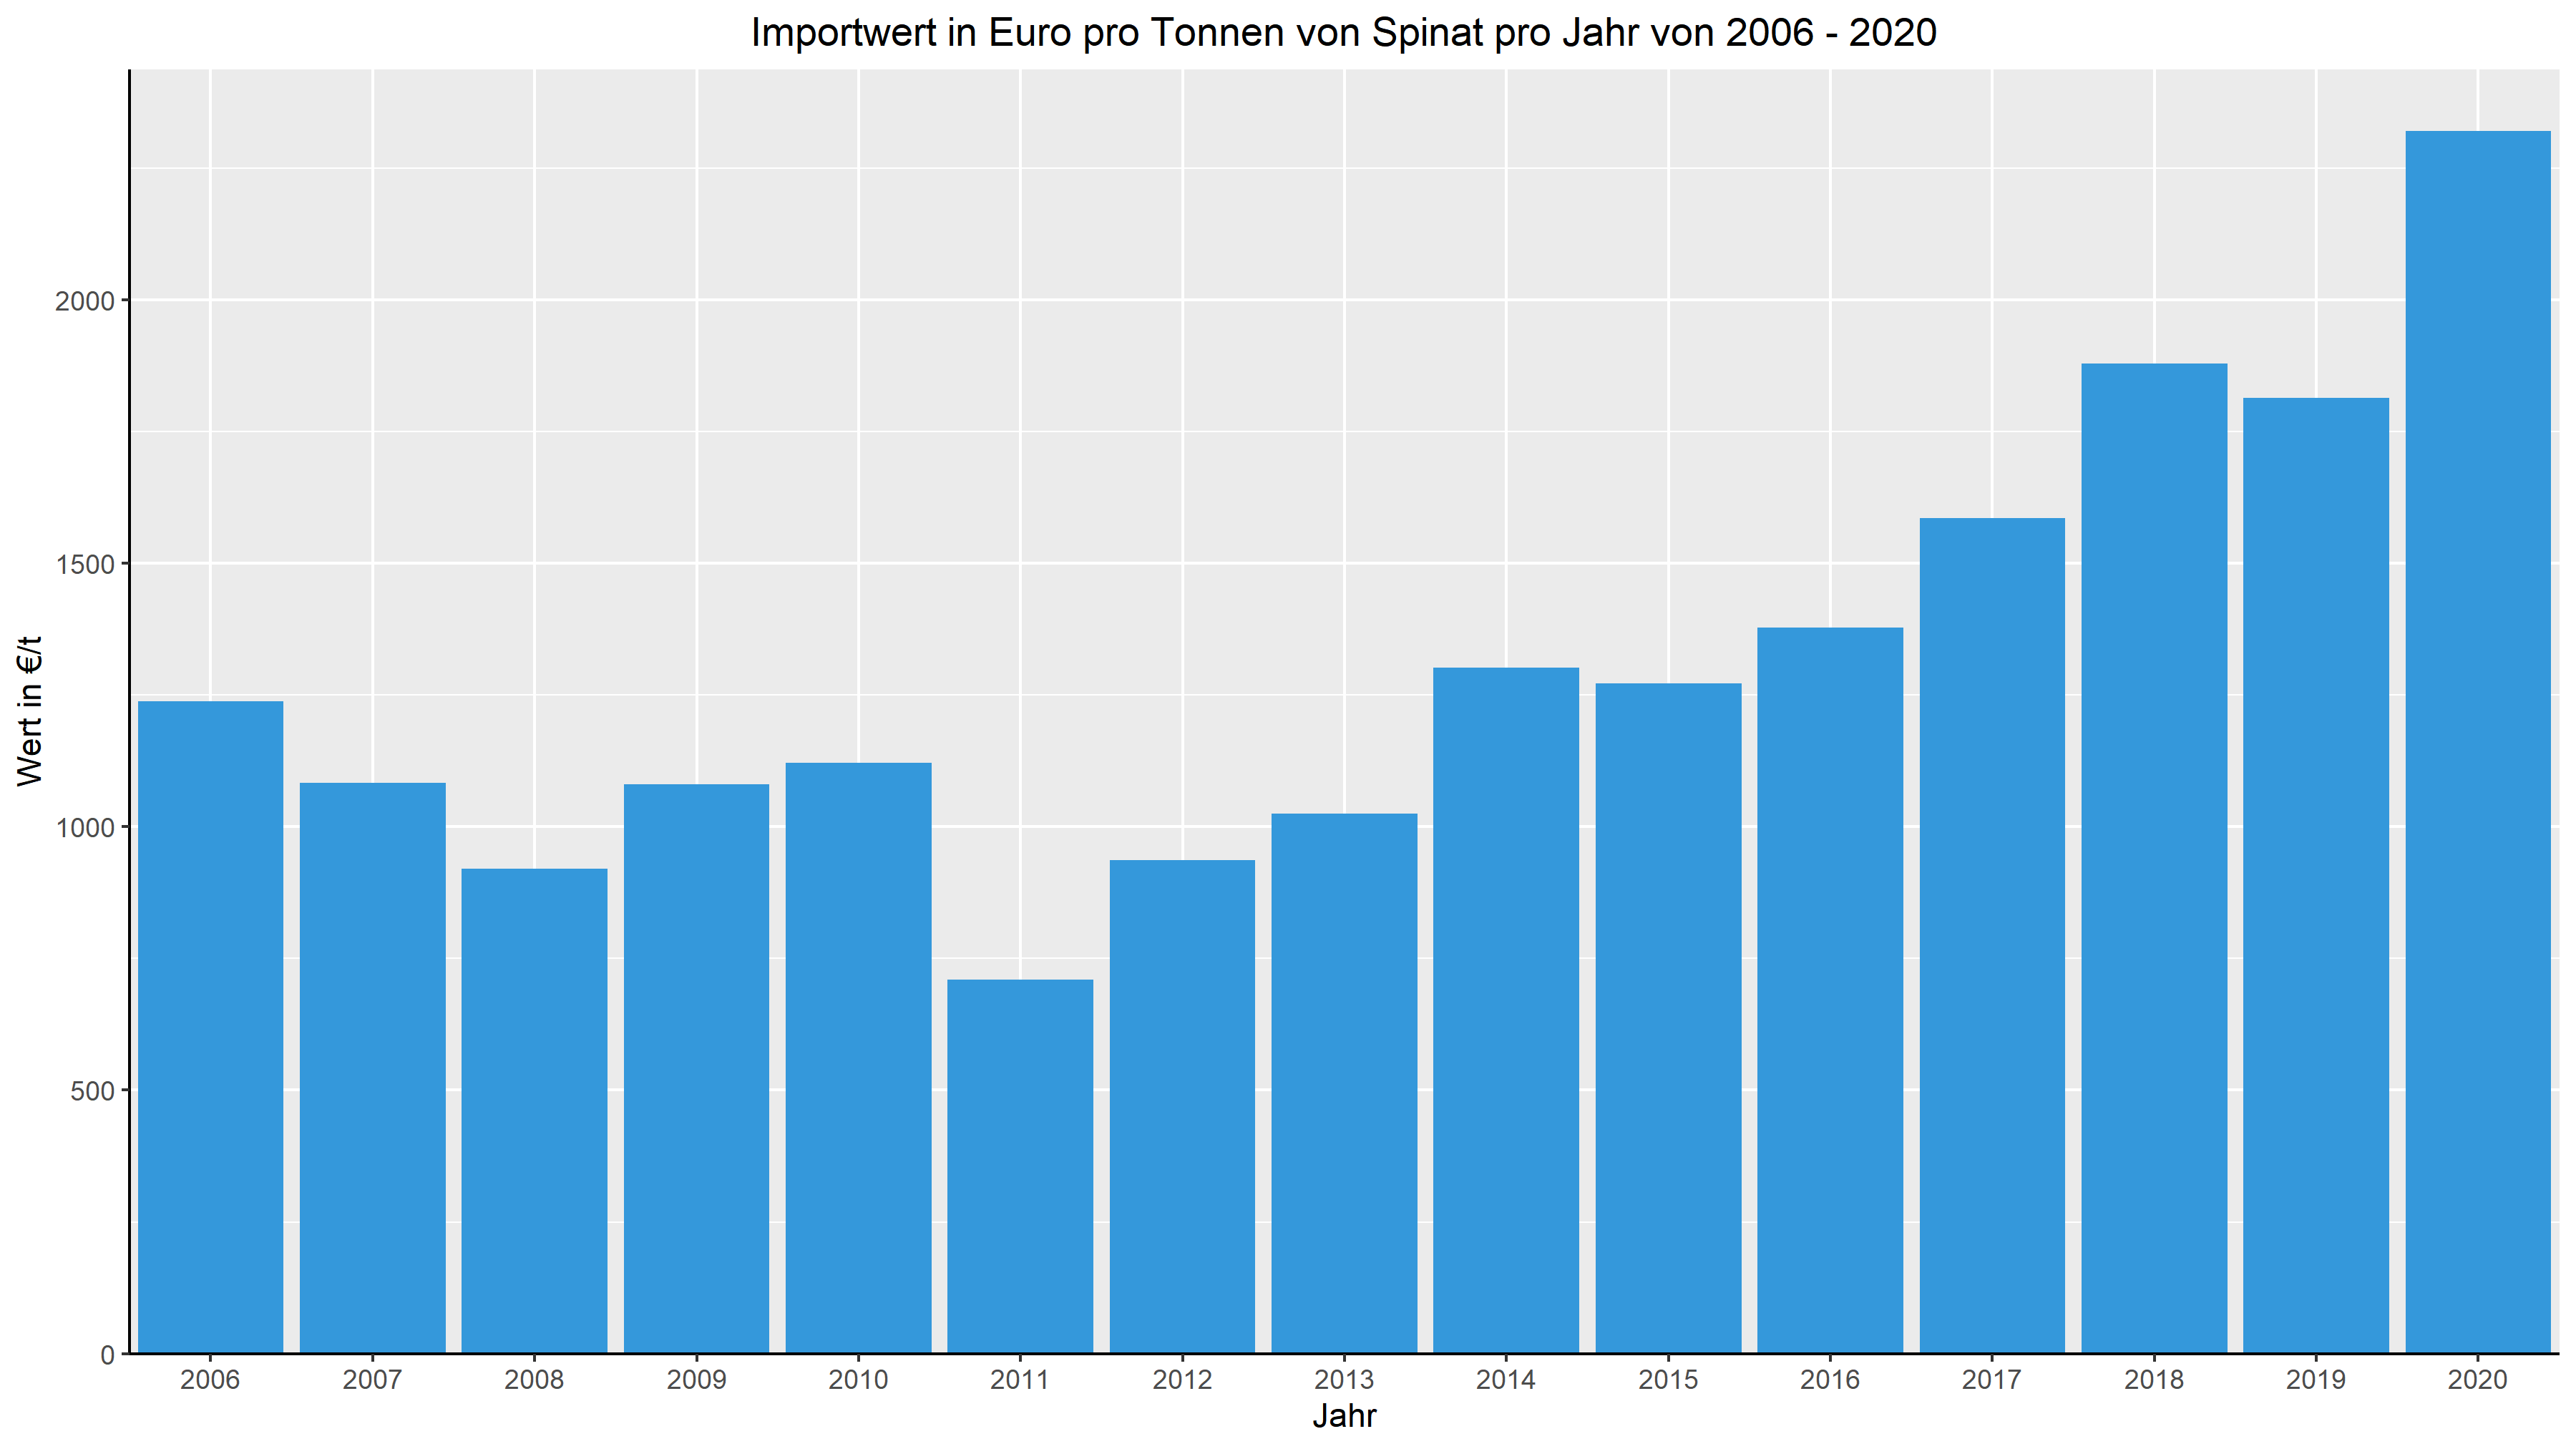 Importwert in Euro pro Tonnen von Spinat pro Jahr von 2006 - 2020
Wert in €/t
2000
1500
1000
500
0
2006 2007 2008 2009 2010 2011 2012 2013 2014 2015 2016 2017 2018 2019 2020
Jahr